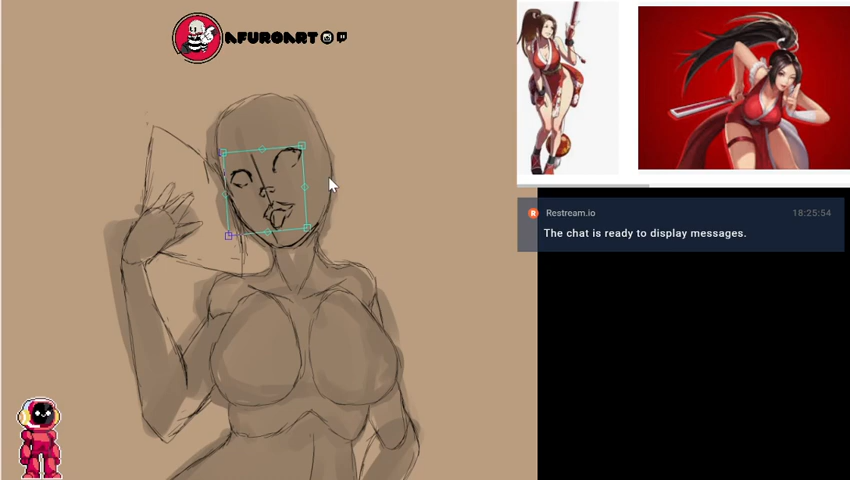 AFUROART
Restream.io 18:25:54
The chat is ready to display messages.